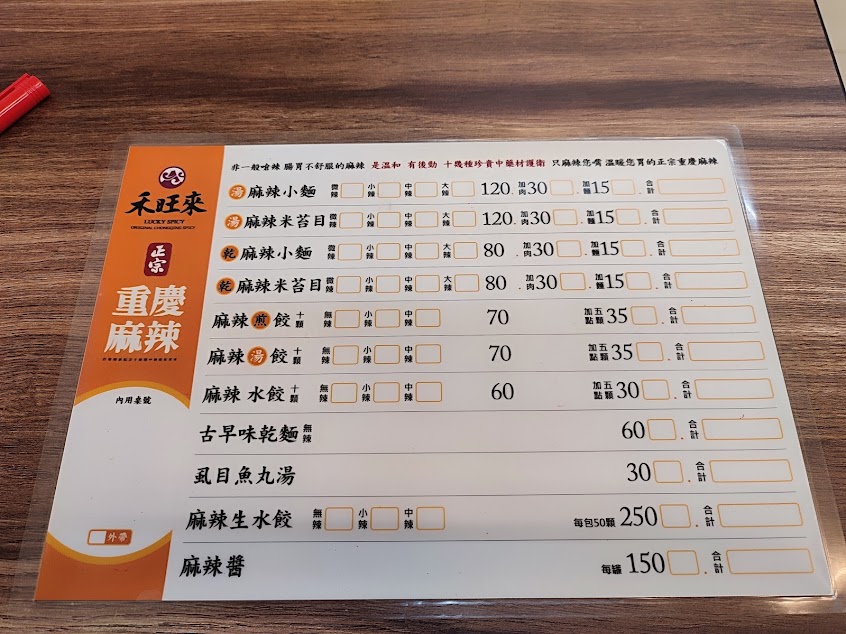 非一般嗆辣 腸胃不舒服的麻辣 是溫和 有後勁 十幾種珍貴中藥材護衛 只麻辣您嘴 溫暖您胃的正宗重慶麻辣
禾旺來
LUCKY SPICY
ORIGINAL CHONGQING SPICY
正宗
重慶
麻辣
內用桌號
外帶
湯 麻辣小麵 微辣 小辣 中辣 大辣 120. 加肉30 加麵15 合計
湯 麻辣米苔目 微辣 小辣 中辣 大辣 120. 加肉30 加麵15 合計
乾 麻辣小麵 微辣 小辣 中辣 大辣 80 . 加肉30 加麵15 合計
乾 麻辣米苔目 微辣 小辣 中辣 大辣 80 . 加肉30 加麵15 合計
麻辣煎餃 十顆 無辣 小辣 中辣 70 加五點顆35 . 合計
麻辣湯餃 十顆 無辣 小辣 中辣 70 加五點顆35 . 合計
麻辣 水餃 十顆 無辣 小辣 中辣 60 加五點顆30 . 合計
古早味乾麵 無辣 60 . 合計
虱目魚丸湯 30 . 合計
麻辣生水餃 無辣 小辣 中辣 每包50顆 250 . 合計
麻辣醬 每罐 150 . 合計